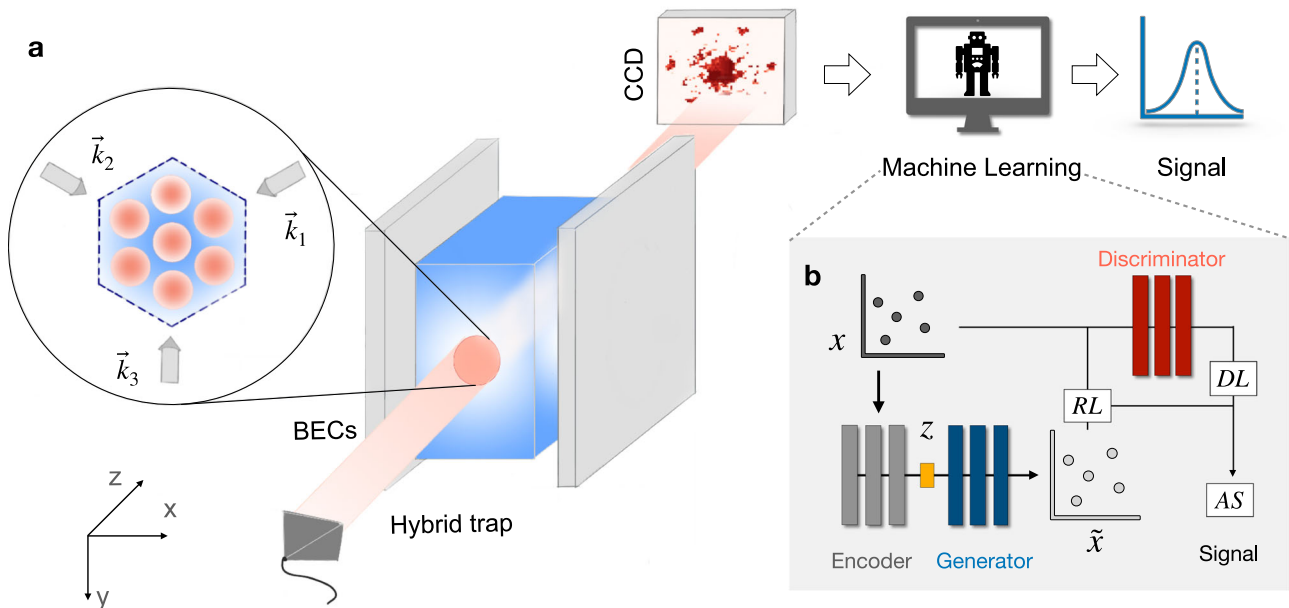 a
CCD
k⃗₂
k⃗₁
k⃗₃
BECs
Hybrid trap
z
x
y
Machine Learning
Signal
b
Discriminator
x
DL
RL
z
AS
x̃
Encoder
Generator
Signal